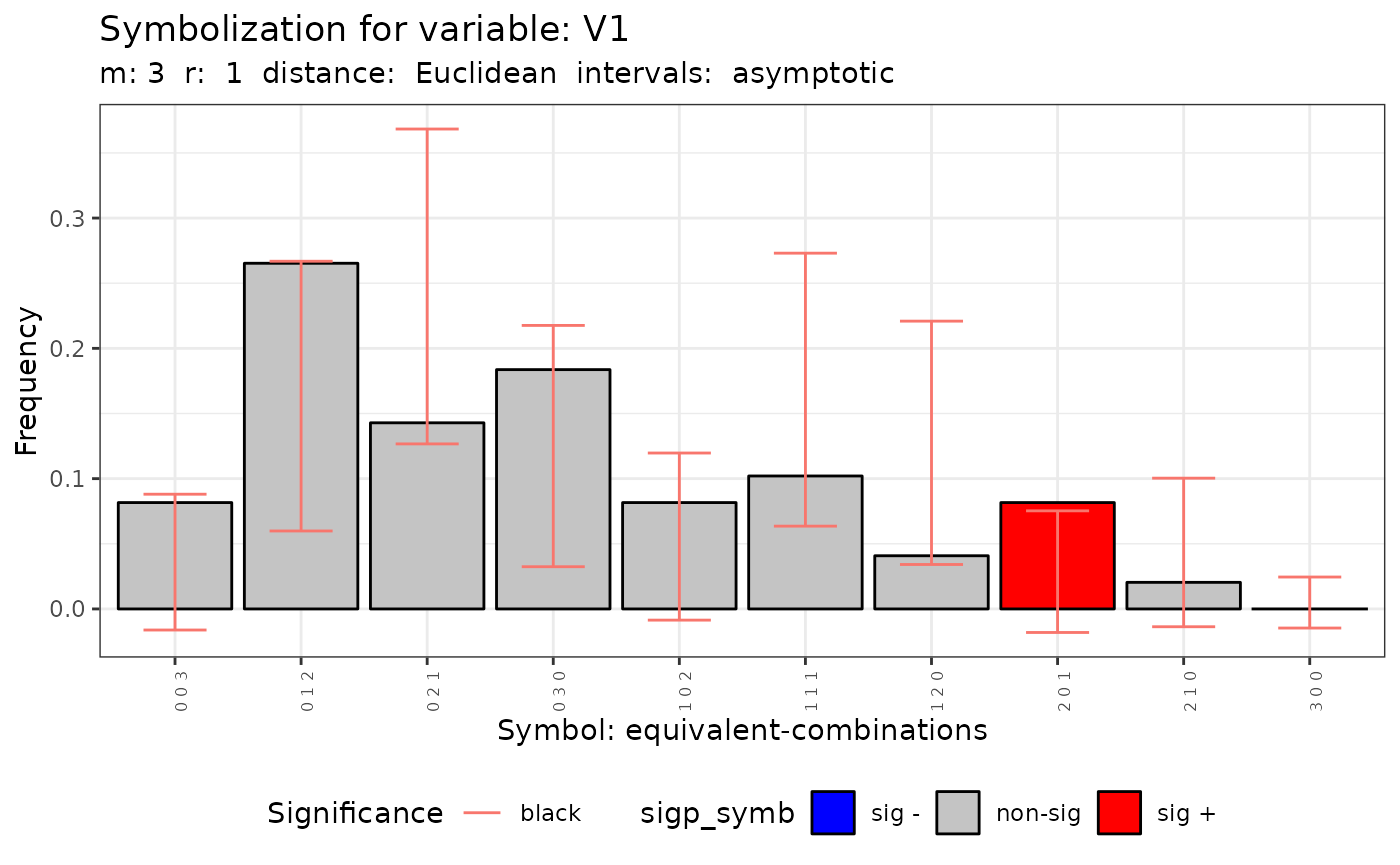 Symbolization for variable: V1
m: 3 r: 1 distance: Euclidean intervals: asymptotic
Frequency
0.3
0.2
0.1
0.0
0 0 3
0 1 2
0 2 1
0 3 0
1 0 2
1 1 1
1 2 0
2 0 1
2 1 0
3 0 0
Symbol: equivalent-combinations
Significance black sigp_symb sig - non-sig sig +